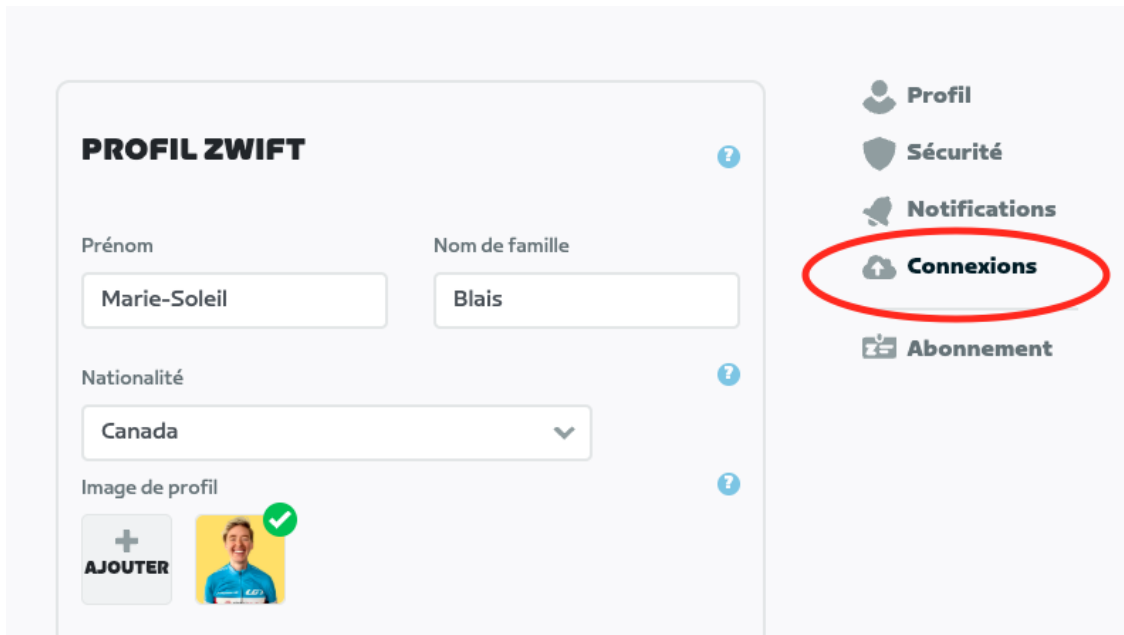 PROFIL ZWIFT
?
Prénom
Nom de famille
Marie-Soleil
Blais
Nationalité
?
Canada
Image de profil
?
+
AJOUTER
Profil
Sécurité
Notifications
Connexions
Abonnement